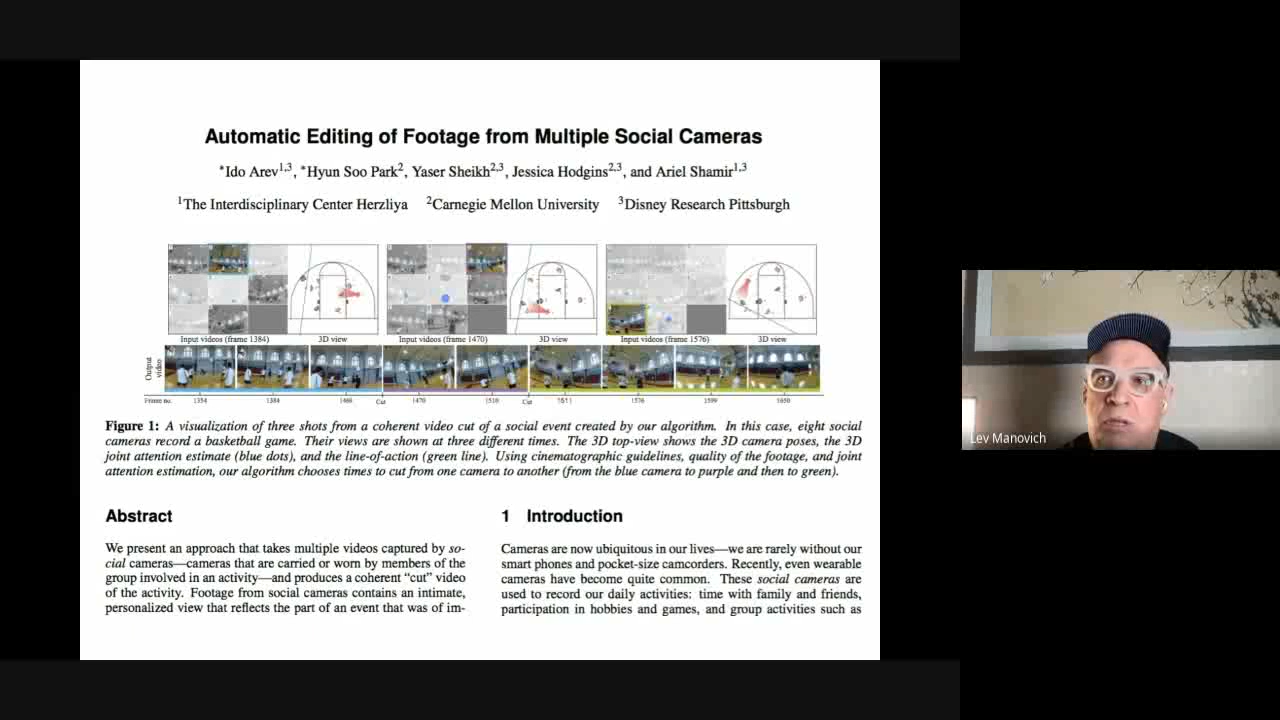 Automatic Editing of Footage from Multiple Social Cameras
*Ido Arev1,3, *Hyun Soo Park2, Yaser Sheikh2,3, Jessica Hodgins2,3, and Ariel Shamir1,3
1The Interdisciplinary Center Herzliya 2Carnegie Mellon University 3Disney Research Pittsburgh
Input videos (frame 1384) 3D view Input videos (frame 1470) 3D view Input videos (frame 1576) 3D view
Output video
Frame no. 1354 1384 1468 Cut 1470 1510 Cut 1576 1599 1650
Figure 1: A visualization of three shots from a coherent video cut of a social event created by our algorithm. In this case, eight social
cameras record a basketball game. Their views are shown at three different times. The 3D top-view shows the 3D camera poses, the 3D
joint attention estimate (blue dots), and the line-of-action (green line). Using cinematographic guidelines, quality of the footage, and joint
attention estimation, our algorithm chooses times to cut from one camera to another (from the blue camera to purple and then to green).
Abstract
We present an approach that takes multiple videos captured by so-
cial cameras—cameras that are carried or worn by members of the
group involved in an activity—and produces a coherent “cut” video
of the activity. Footage from social cameras contains an intimate,
personalized view that reflects the part of an event that was of im-
1 Introduction
Cameras are now ubiquitous in our lives—we are rarely without our
smart phones and pocket-size camcorders. Recently, even wearable
cameras have become quite common. These social cameras are
used to record our daily activities: time with family and friends,
participation in hobbies and games, and group activities such as
Lev Manovich